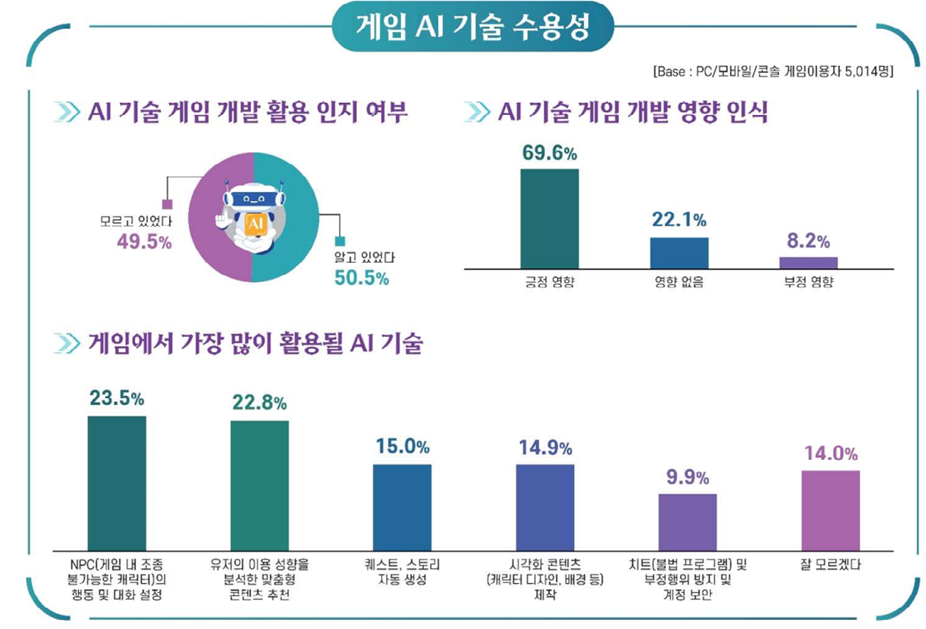 게임 AI 기술 수용성
[Base : PC/모바일/콘솔 게임이용자 5,014명]
AI 기술 게임 개발 활용 인지 여부
AI
모르고 있었다
49.5%
알고 있었다
50.5%
AI 기술 게임 개발 영향 인식
69.6%
22.1%
8.2%
긍정 영향
영향 없음
부정 영향
게임에서 가장 많이 활용될 AI 기술
23.5%
22.8%
15.0%
14.9%
9.9%
14.0%
NPC(게임 내 조종
불가능한 캐릭터)의
행동 및 대화 설정
유저의 이용 성향을
분석한 맞춤형
콘텐츠 추천
퀘스트, 스토리
자동 생성
시각화 콘텐츠
(캐릭터 디자인, 배경 등)
제작
치트(불법 프로그램) 및
부정행위 방지 및
계정 보안
잘 모르겠다